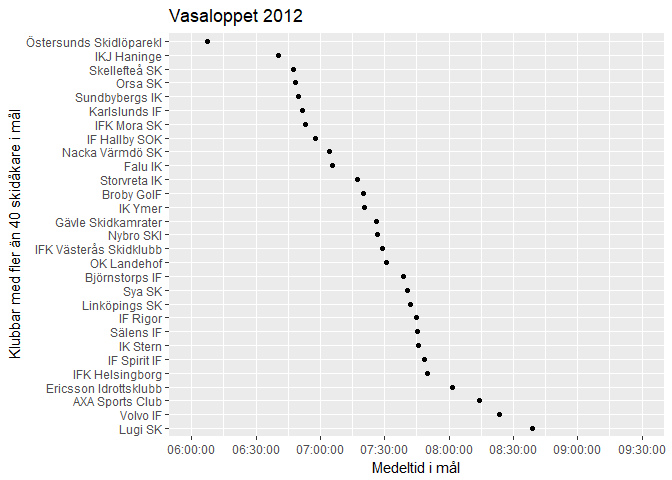 Vasaloppet 2012
Klubbar med fler än 40 skidåkare i mål
Östersunds Skidlöparekl
IKJ Haninge
Skellefteå SK
Orsa SK
Sundbybergs IK
Karlslunds IF
IFK Mora SK
IF Hallby SOK
Nacka Värmdö SK
Falu IK
Storvreta IK
Broby GoIF
IK Ymer
Gävle Skidkamrater
Nybro SKI
IFK Västerås Skidklubb
OK Landehof
Björnstorps IF
Sya SK
Linköpings SK
IF Rigor
Sälens IF
IK Stern
IF Spirit IF
IFK Helsingborg
Ericsson Idrottsklubb
AXA Sports Club
Volvo IF
Lugi SK
06:00:00 06:30:00 07:00:00 07:30:00 08:00:00 08:30:00 09:00:00 09:30:00
Medeltid i mål